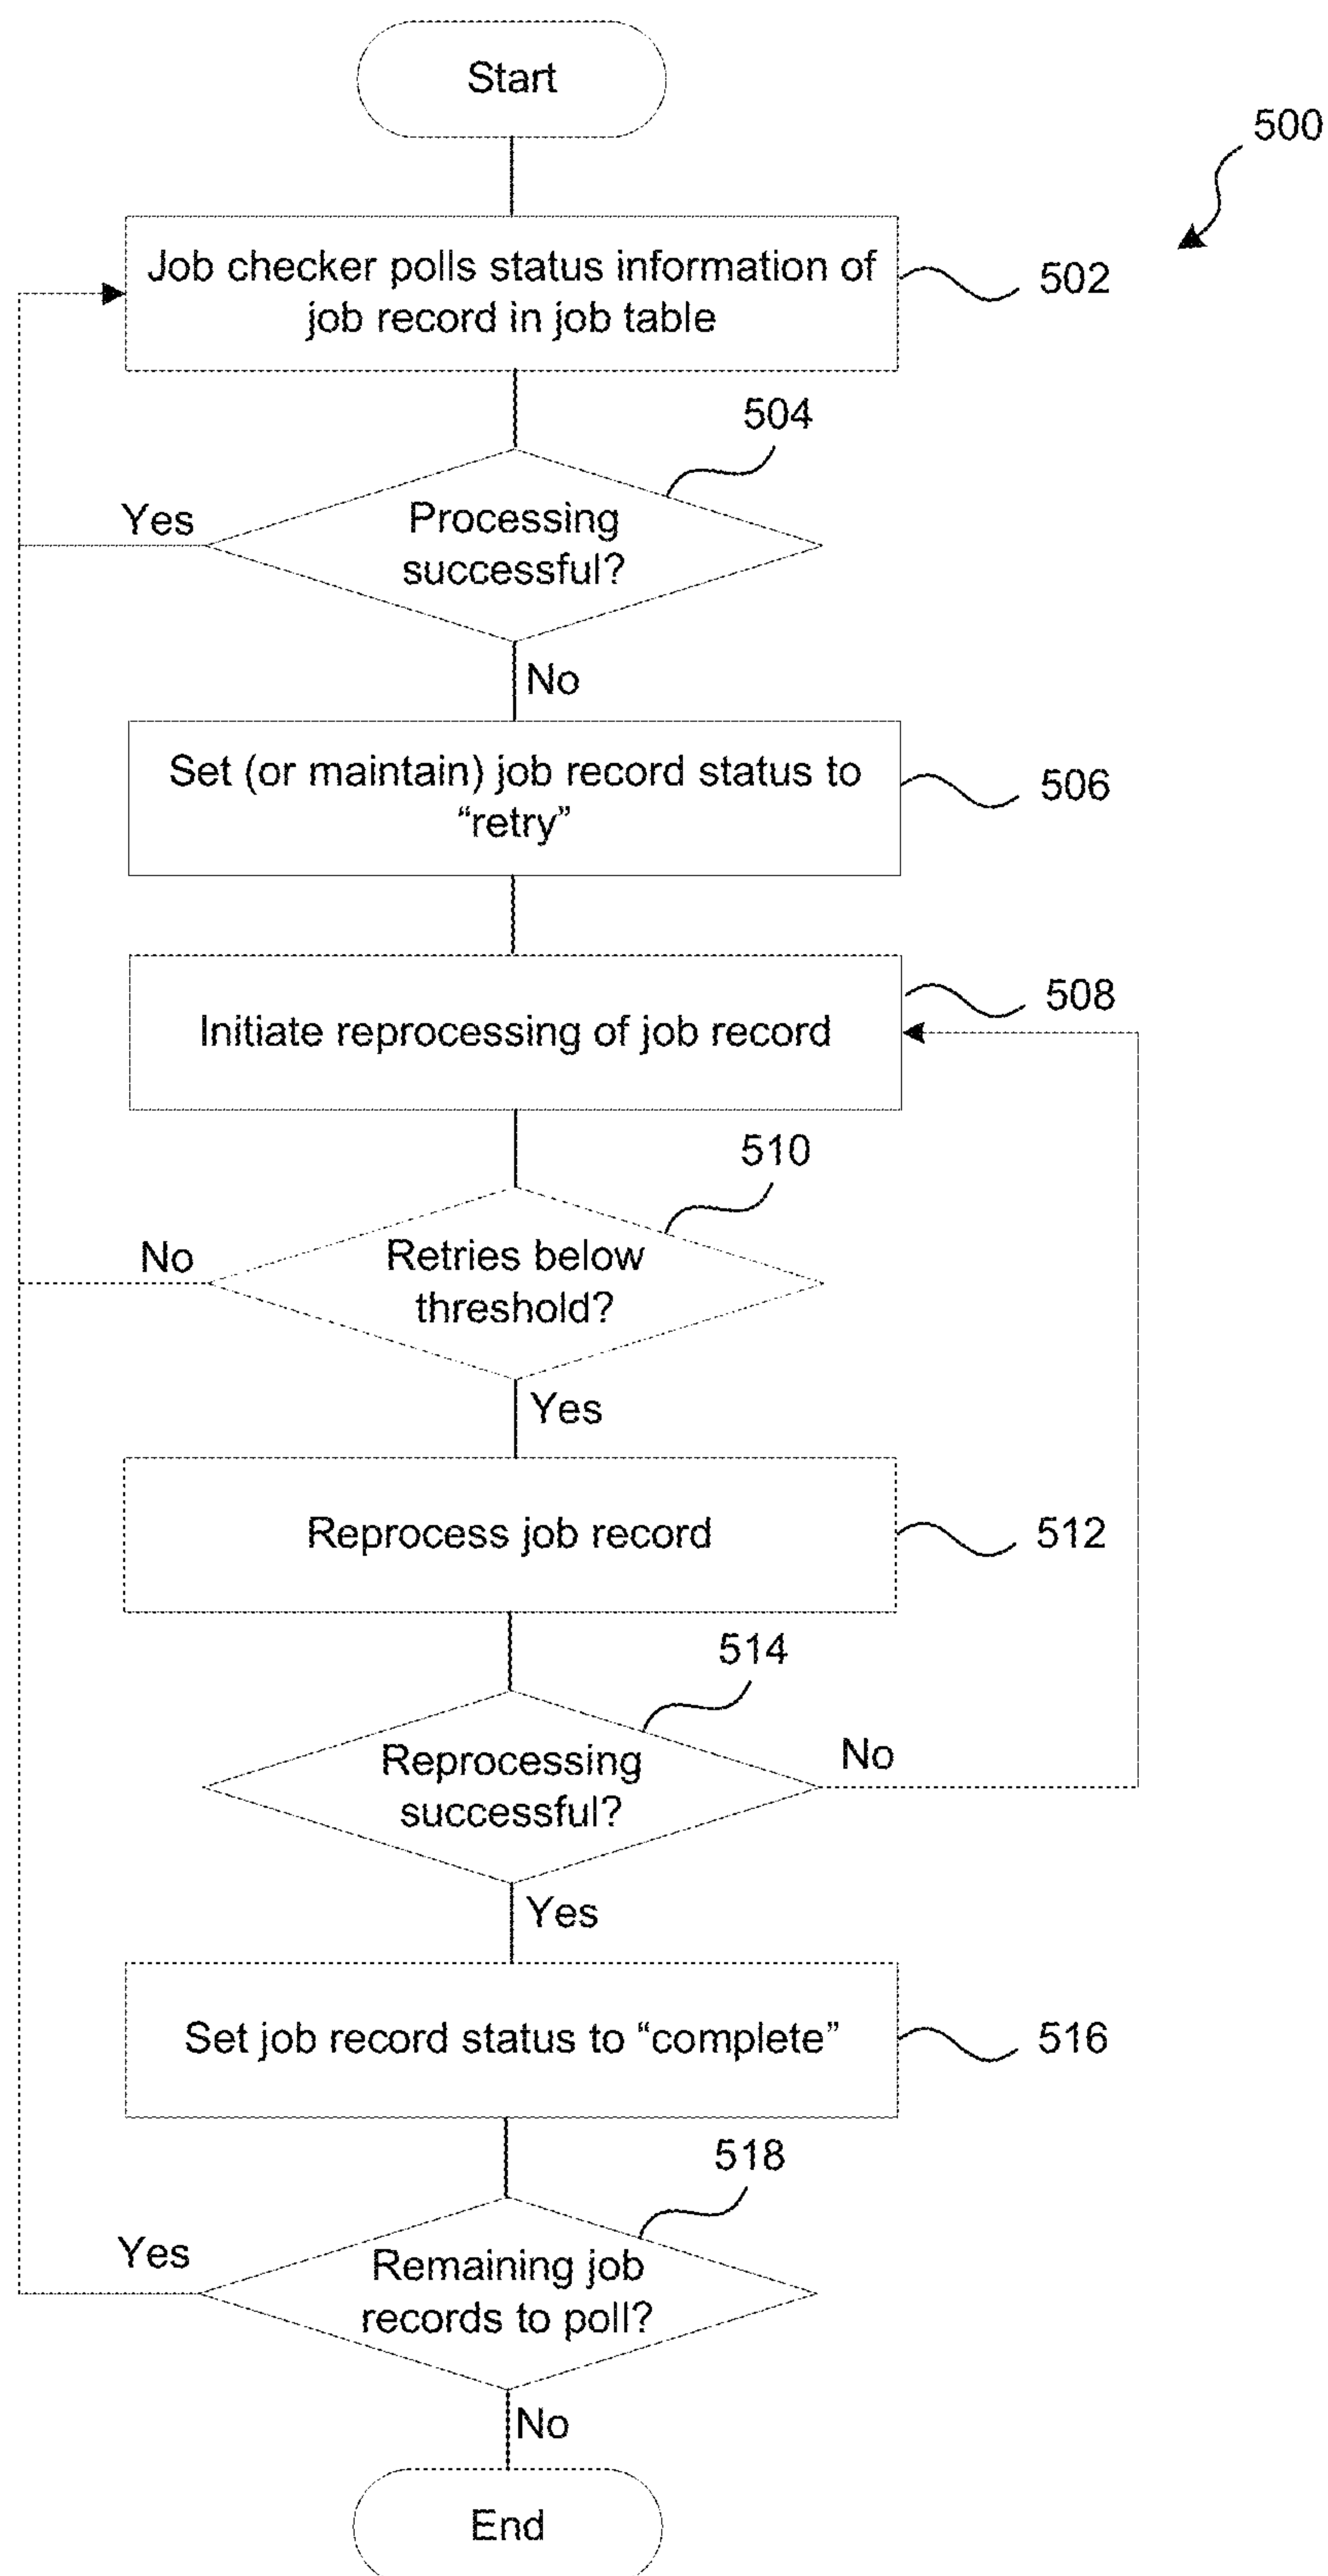 Start
500
Job checker polls status information of
job record in job table
502
504
Processing
successful?
Yes
No
Set (or maintain) job record status to
“retry”
506
Initiate reprocessing of job record
508
510
Retries below
threshold?
No
Yes
Reprocess job record
512
514
Reprocessing
successful?
No
Yes
Set job record status to “complete”
516
518
Remaining job
records to poll?
Yes
No
End